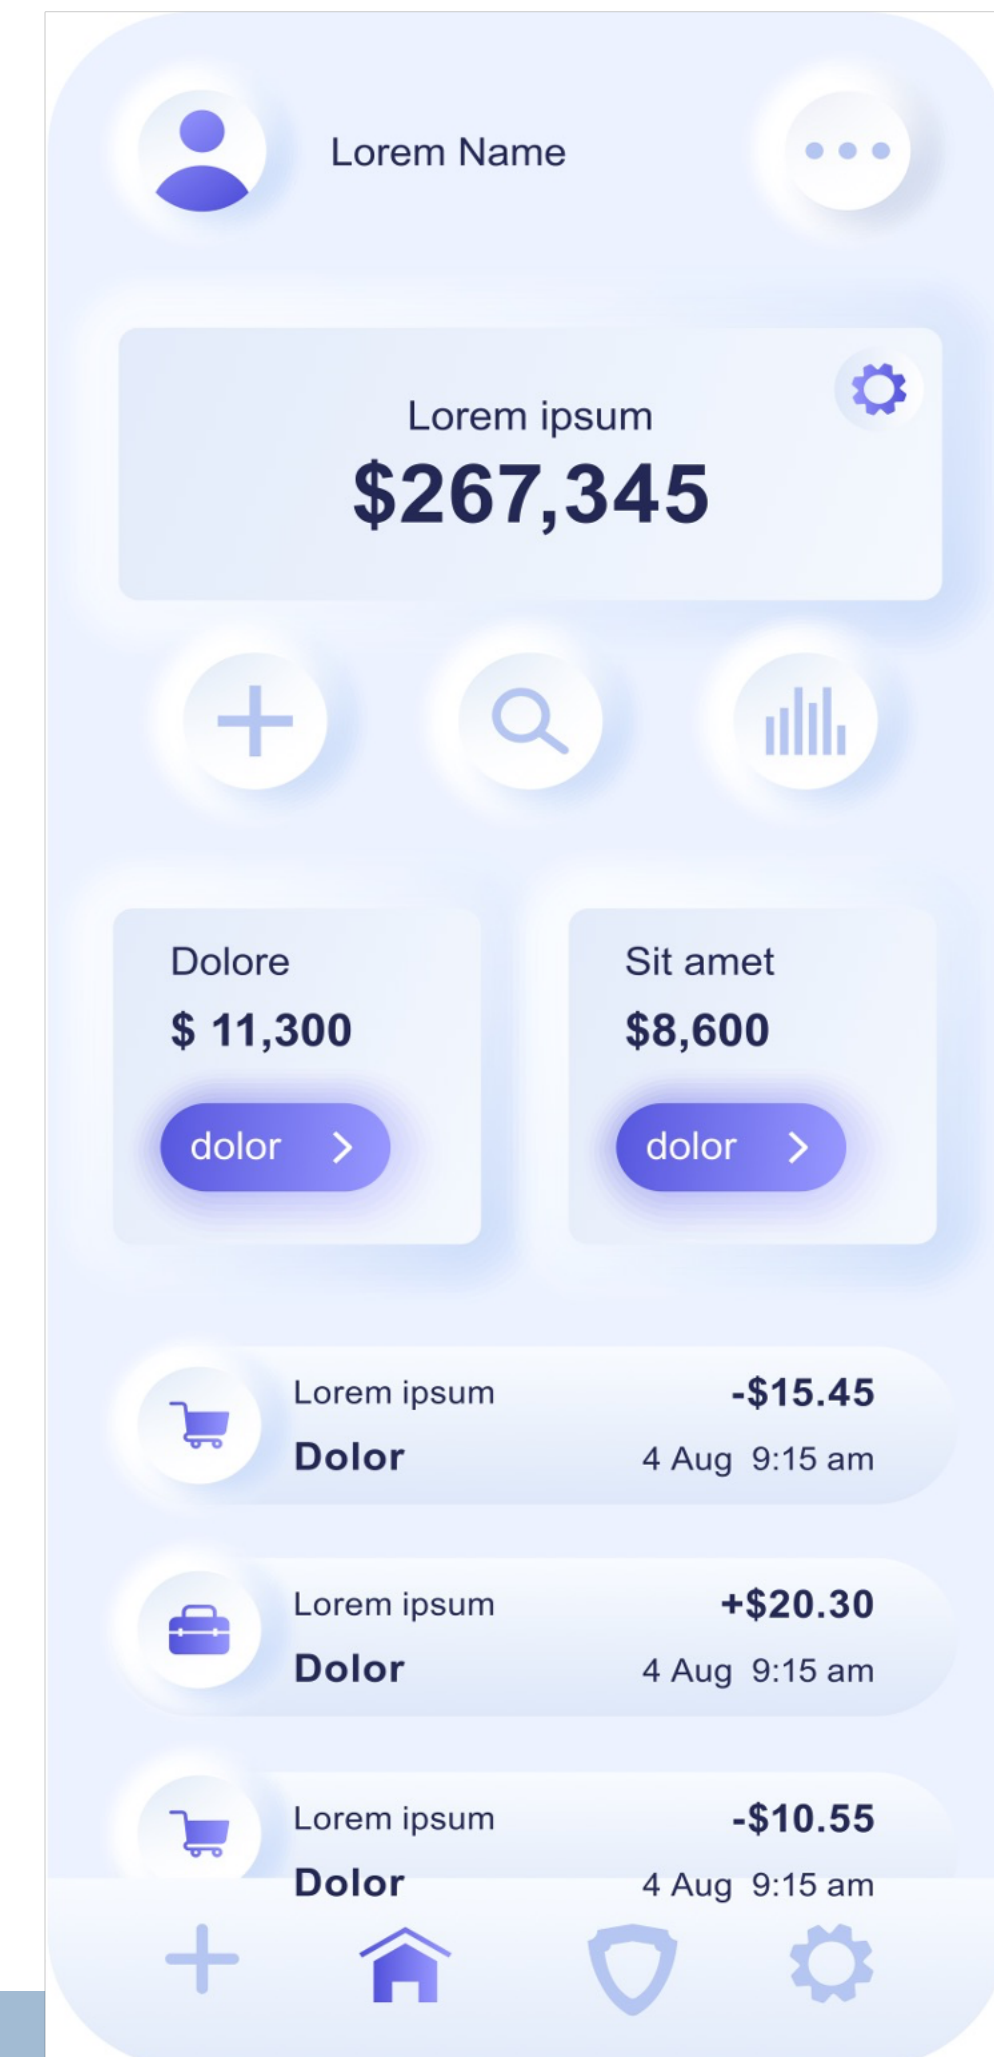 Lorem Name
Lorem ipsum
$267,345
Dolore
$ 11,300
dolor
Sit amet
$8,600
dolor
Lorem ipsum -$15.45
Dolor 4 Aug 9:15 am
Lorem ipsum +$20.30
Dolor 4 Aug 9:15 am
Lorem ipsum -$10.55
Dolor 4 Aug 9:15 am